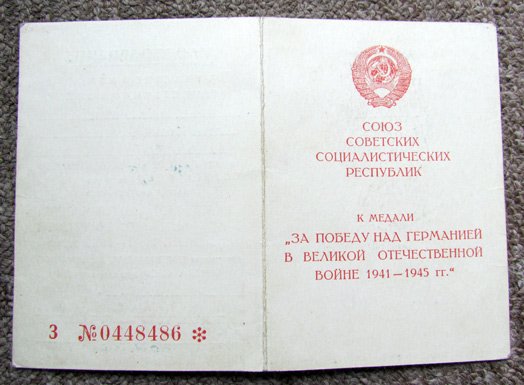 З №0448486 *
СОЮЗ
СОВЕТСКИХ
СОЦИАЛИСТИЧЕСКИХ
РЕСПУБЛИК
К МЕДАЛИ
„ЗА ПОБЕДУ НАД ГЕРМАНИЕЙ
В ВЕЛИКОЙ ОТЕЧЕСТВЕННОЙ
ВОЙНЕ 1941—1945 гг.“